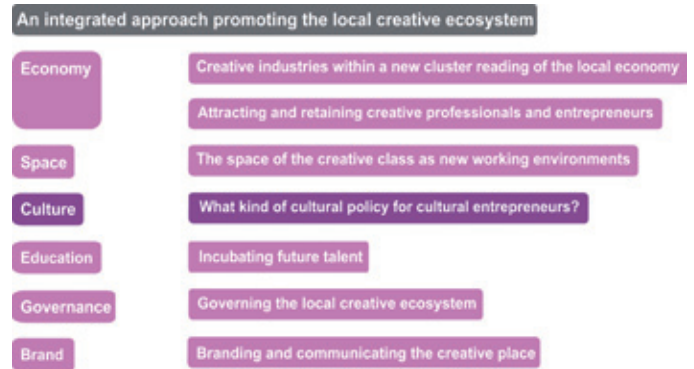 An integrated approach promoting the local creative ecosystem
Economy
Creative industries within a new cluster reading of the local economy
Attracting and retaining creative professionals and entrepreneurs
Space
The space of the creative class as new working environments
Culture
What kind of cultural policy for cultural entrepreneurs?
Education
Incubating future talent
Governance
Governing the local creative ecosystem
Brand
Branding and communicating the creative place